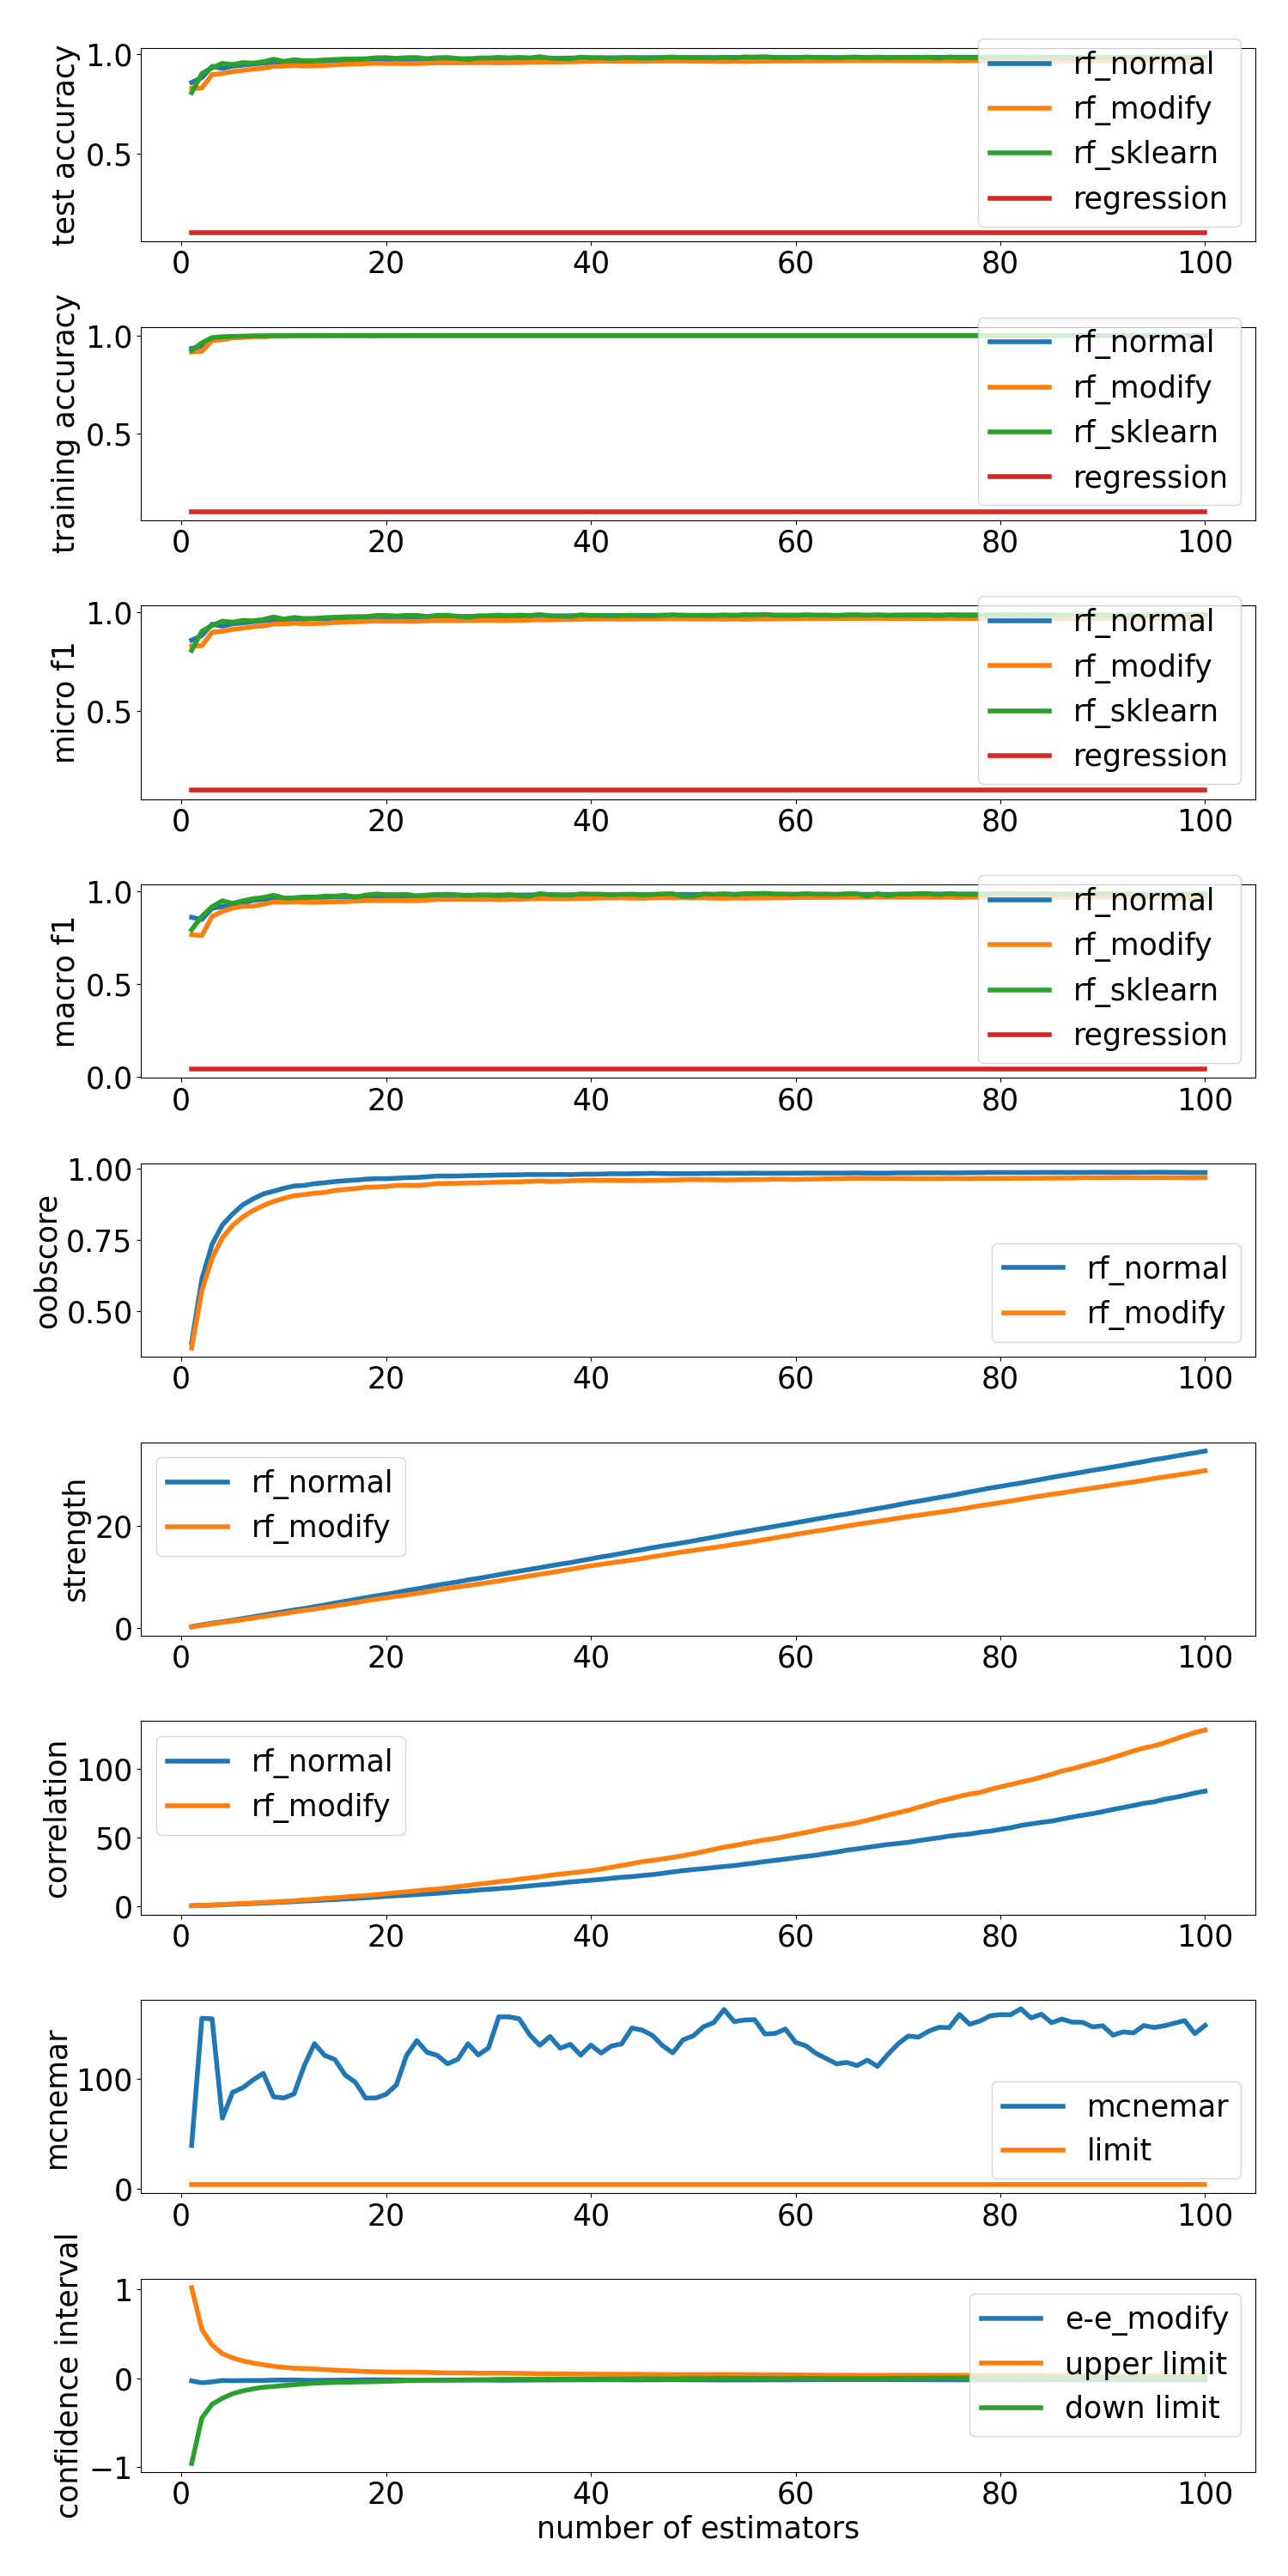 test accuracy
1.0
0.5
0 20 40 60 80 100
rf_normal
rf_modify
rf_sklearn
regression
training accuracy
1.0
0.5
0 20 40 60 80 100
rf_normal
rf_modify
rf_sklearn
regression
micro f1
1.0
0.5
0 20 40 60 80 100
rf_normal
rf_modify
rf_sklearn
regression
macro f1
1.0
0.5
0.0
0 20 40 60 80 100
rf_normal
rf_modify
rf_sklearn
regression
oobscore
1.00
0.75
0.50
0 20 40 60 80 100
rf_normal
rf_modify
strength
20
0
0 20 40 60 80 100
rf_normal
rf_modify
correlation
100
50
0
0 20 40 60 80 100
rf_normal
rf_modify
mcnemar
100
0
0 20 40 60 80 100
mcnemar
limit
confidence interval
1
0
−1
0 20 40 60 80 100
e-e_modify
upper limit
down limit
number of estimators